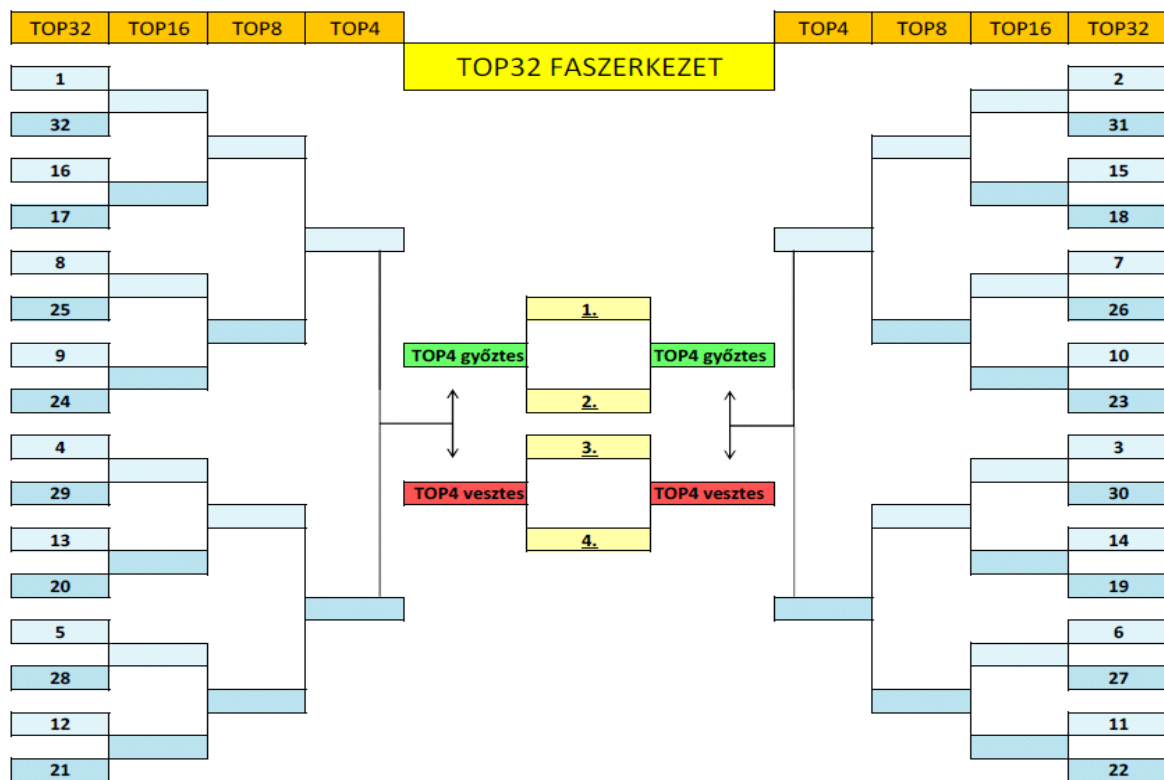 TOP32 TOP16 TOP8 TOP4 TOP4 TOP8 TOP16 TOP32
TOP32 FASZERKEZET
1 2
32 31
16 15
17 18
8 7
25 1. 26
9 TOP4 győztes TOP4 győztes 10
24 2. 23
4 3. 3
29 TOP4 vesztes TOP4 vesztes 30
13 4. 14
20 19
5 6
28 27
12 11
21 22